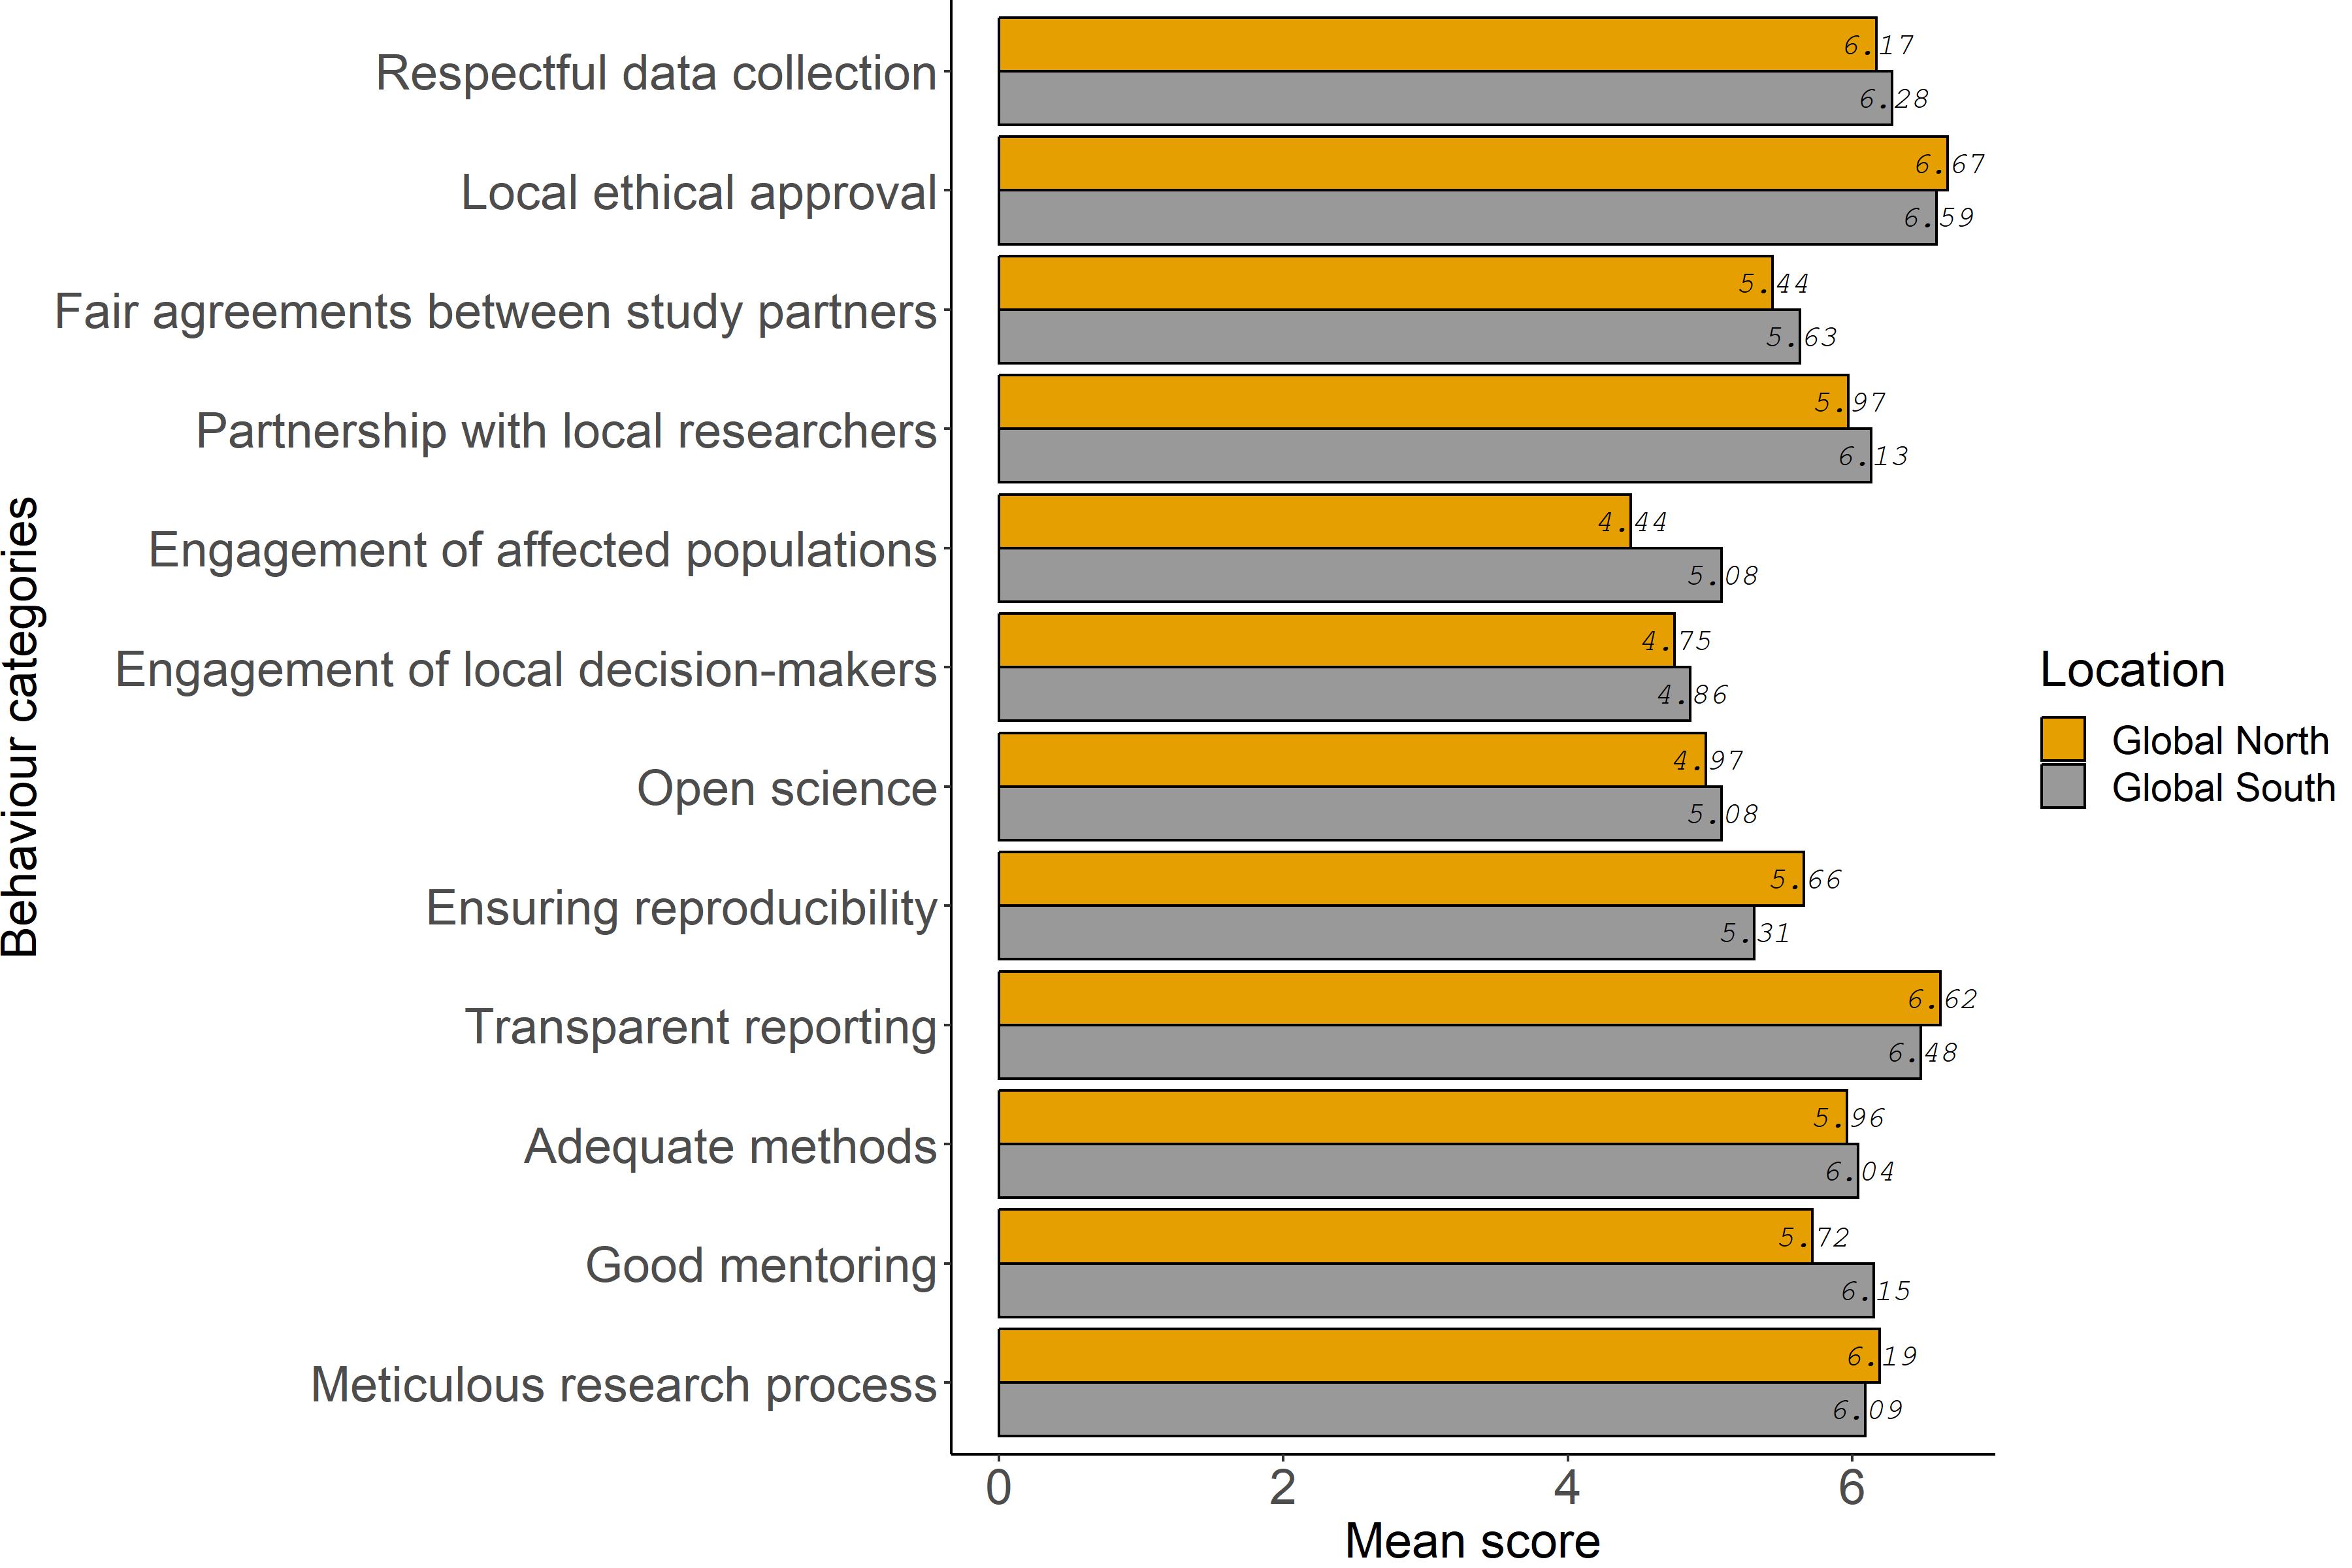 Behaviour categories
Respectful data collection
6.17
6.28
Local ethical approval
6.67
6.59
Fair agreements between study partners
5.44
5.63
Partnership with local researchers
5.97
6.13
Engagement of affected populations
4.44
5.08
Engagement of local decision-makers
4.75
4.86
Open science
4.97
5.08
Ensuring reproducibility
5.66
5.31
Transparent reporting
6.62
6.48
Adequate methods
5.96
6.04
Good mentoring
5.72
6.15
Meticulous research process
6.19
6.09
0 2 4 6
Mean score
Location
Global North
Global South